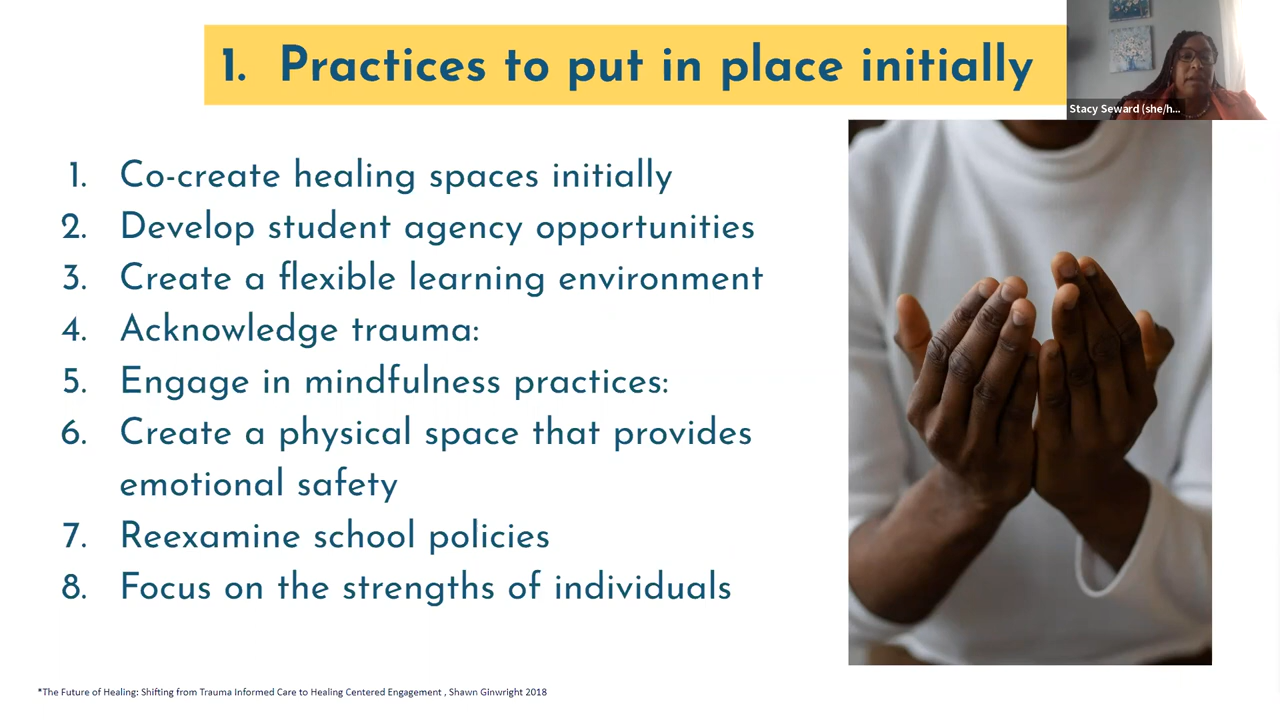 1. Practices to put in place initially
Stacy Seward (she/h...
1. Co-create healing spaces initially
2. Develop student agency opportunities
3. Create a flexible learning environment
4. Acknowledge trauma:
5. Engage in mindfulness practices:
6. Create a physical space that provides
emotional safety
7. Reexamine school policies
8. Focus on the strengths of individuals
*The Future of Healing: Shifting from Trauma Informed Care to Healing Centered Engagement , Shawn Ginwright 2018